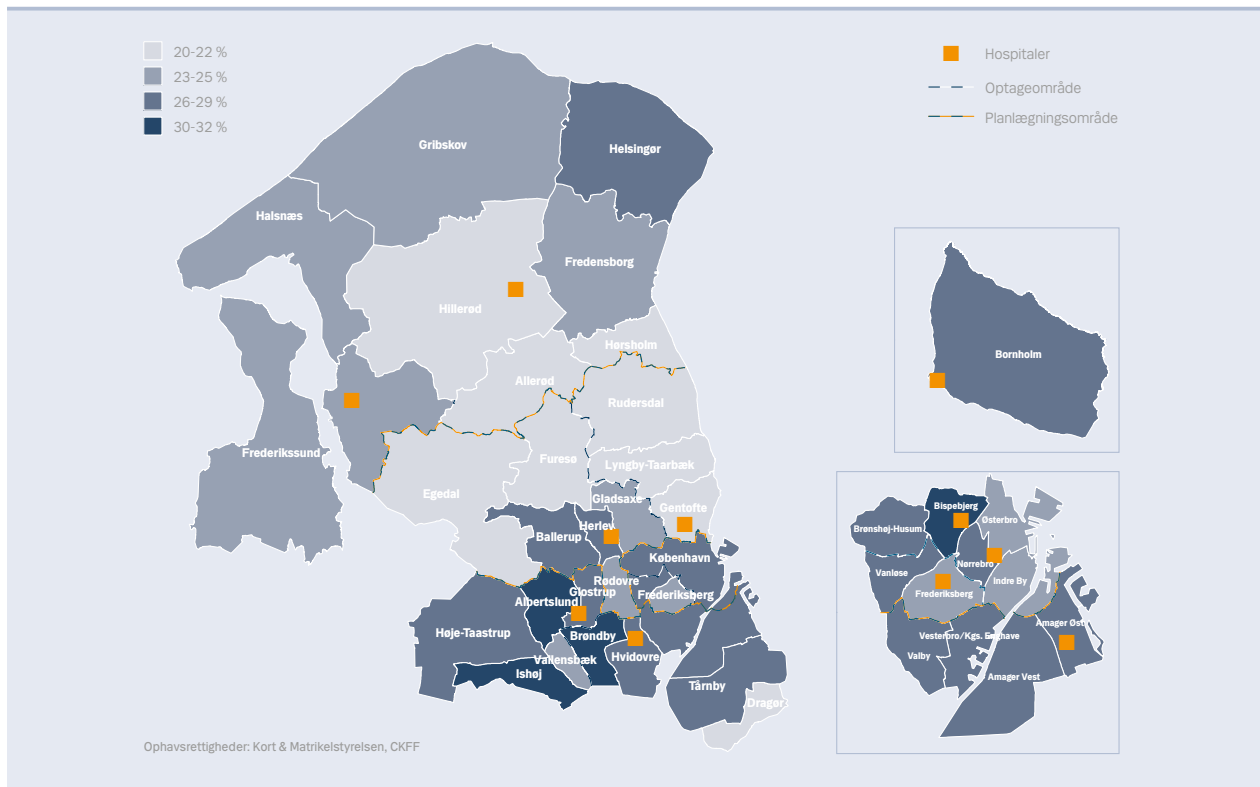 20-22 %
23-25 %
26-29 %
30-32 %
Hospitaler
Optageområde
Planlægningsområde
Gribskov
Helsingør
Halsnæs
Fredensborg
Hillerød
Hørsholm
Allerød
Rudersdal
Frederikssund
Furesø
Lyngby-Taarbæk
Egedal
Gladsaxe
Gentofte
Herlev
Ballerup
København
Rødovre
Glostrup
Frederiksberg
Albertslund
Høje-Taastrup
Brøndby
Vallensbæk
Hvidovre
Ishøj
Tårnby
Dragør
Bornholm
Bispebjerg
Østerbro
Brønshøj-Husum
Nørrebro
Vanløse
Indre By
Frederiksberg
Amager Øst
Vesterbro/Kgs. Enghave
Valby
Amager Vest
Ophavsrettigheder: Kort & Matrikelstyrelsen, CKFF